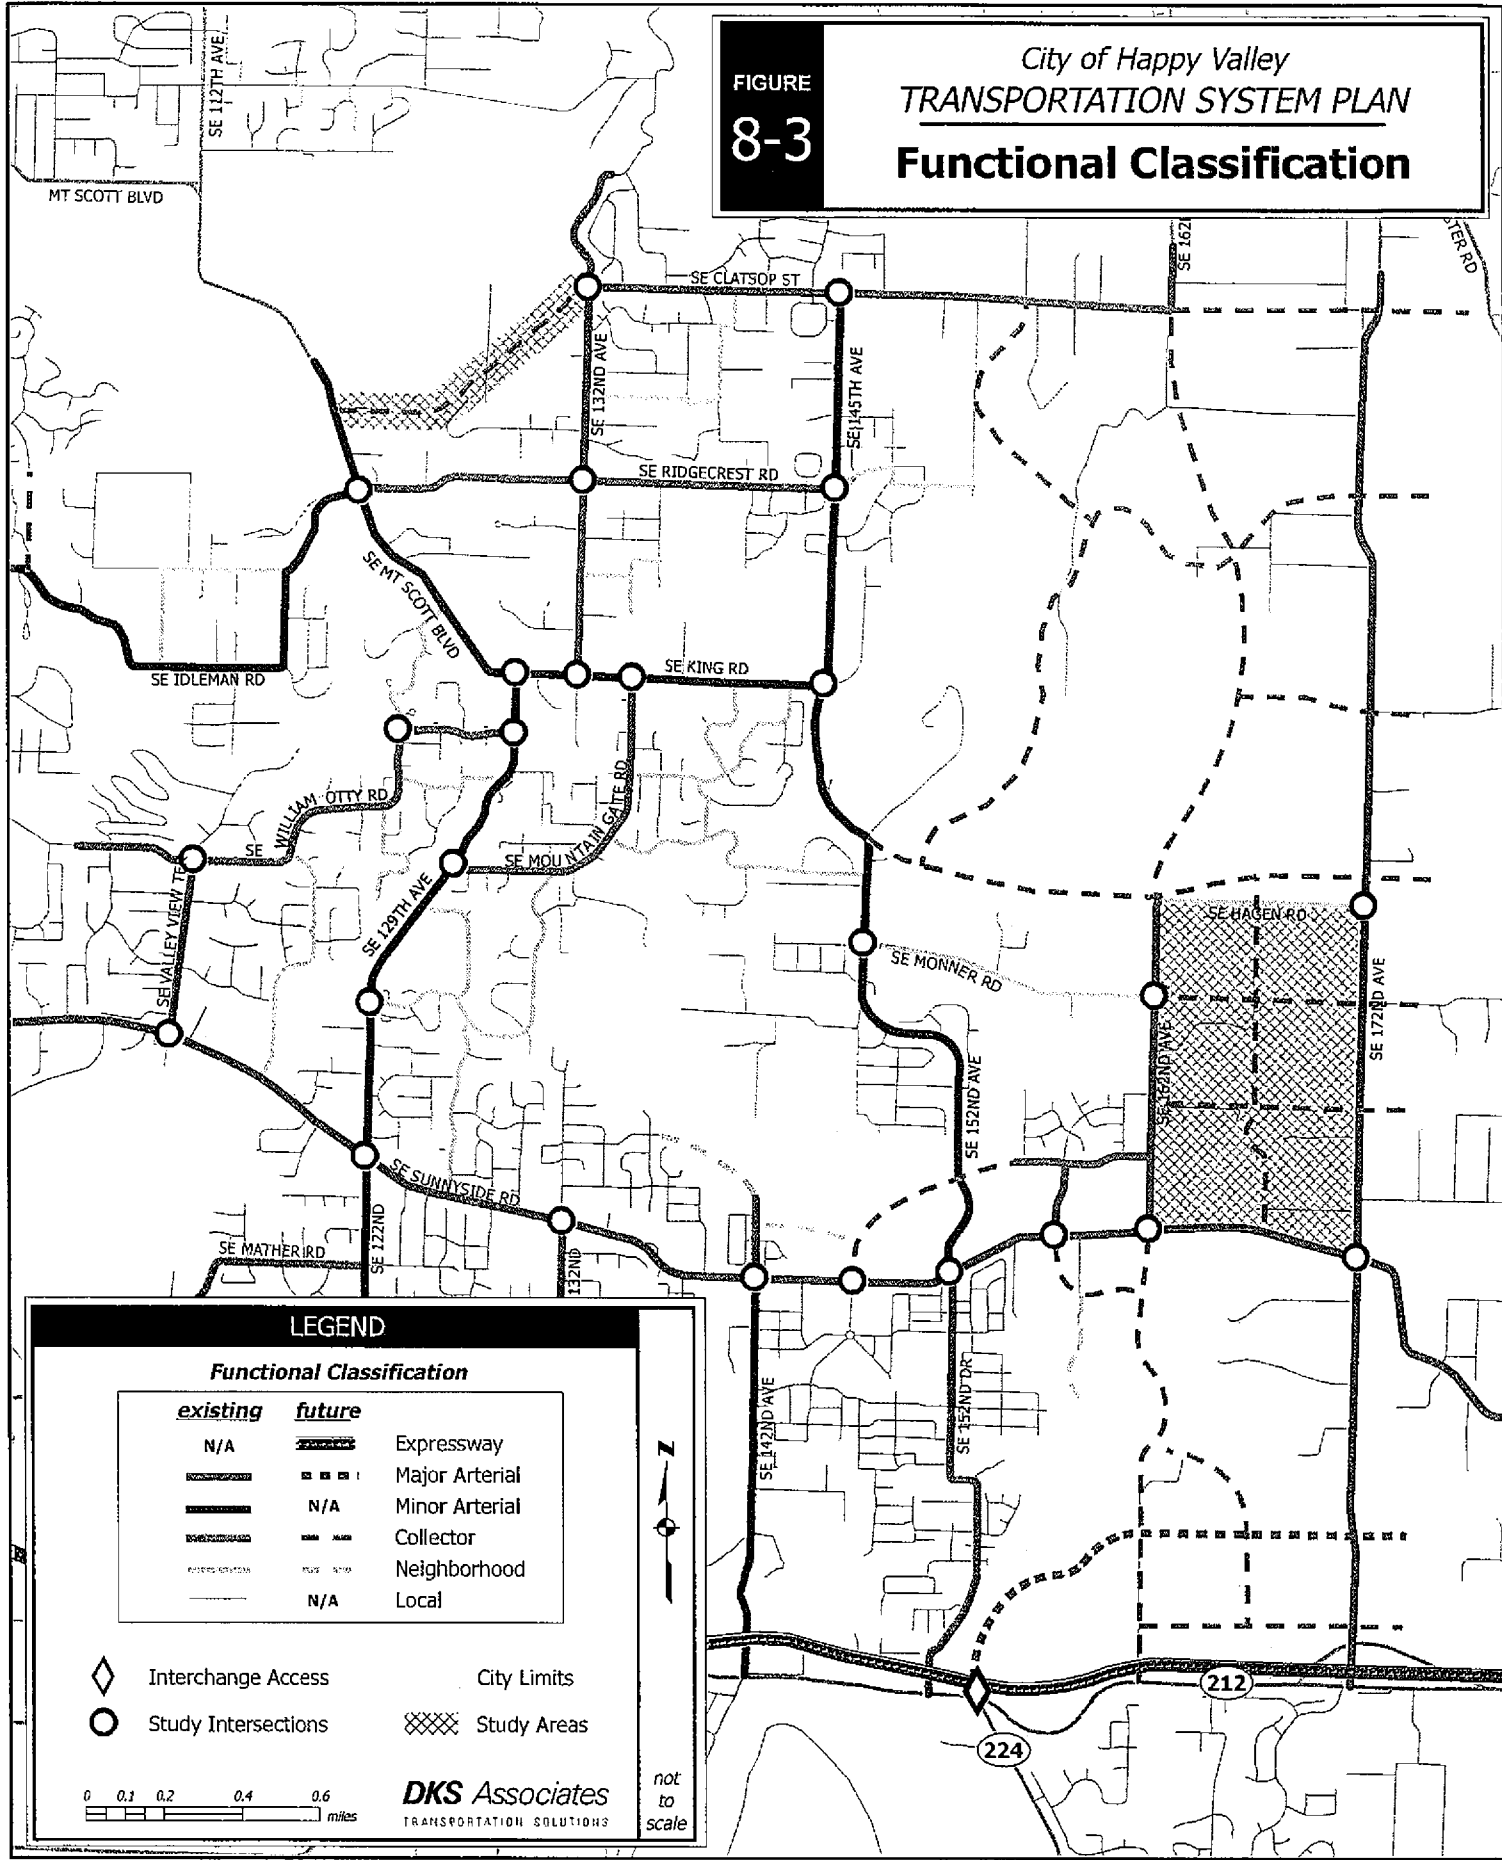 FIGURE
8-3
City of Happy Valley
TRANSPORTATION SYSTEM PLAN
Functional Classification
SE 112TH AVE
MT SCOTT BLVD
SE CLATSOP ST
SE 132ND AVE
SE 145TH AVE
SE RIDGECREST RD
SE MT SCOTT BLVD
SE IDLEMAN RD
SE KING RD
SE WILLIAM OTTY RD
SE MOUNTAIN GATE RD
SE VALLEY VIEW TE
SE 129TH AVE
SE HAGEN RD
SE MONNER RD
SE 162ND AVE
SE 172ND AVE
SE 152ND AVE
SE SUNNYSIDE RD
SE MATHER RD
SE 122ND
132ND
SE 142ND AVE
SE 152ND DR
212
224
LEGEND
Functional Classification
existing future
N/A Expressway
Major Arterial
N/A Minor Arterial
Collector
Neighborhood
N/A Local
Interchange Access
City Limits
Study Intersections
Study Areas
0 0.1 0.2 0.4 0.6
miles
DKS Associates
TRANSPORTATION SOLUTIONS
N
not
to
scale